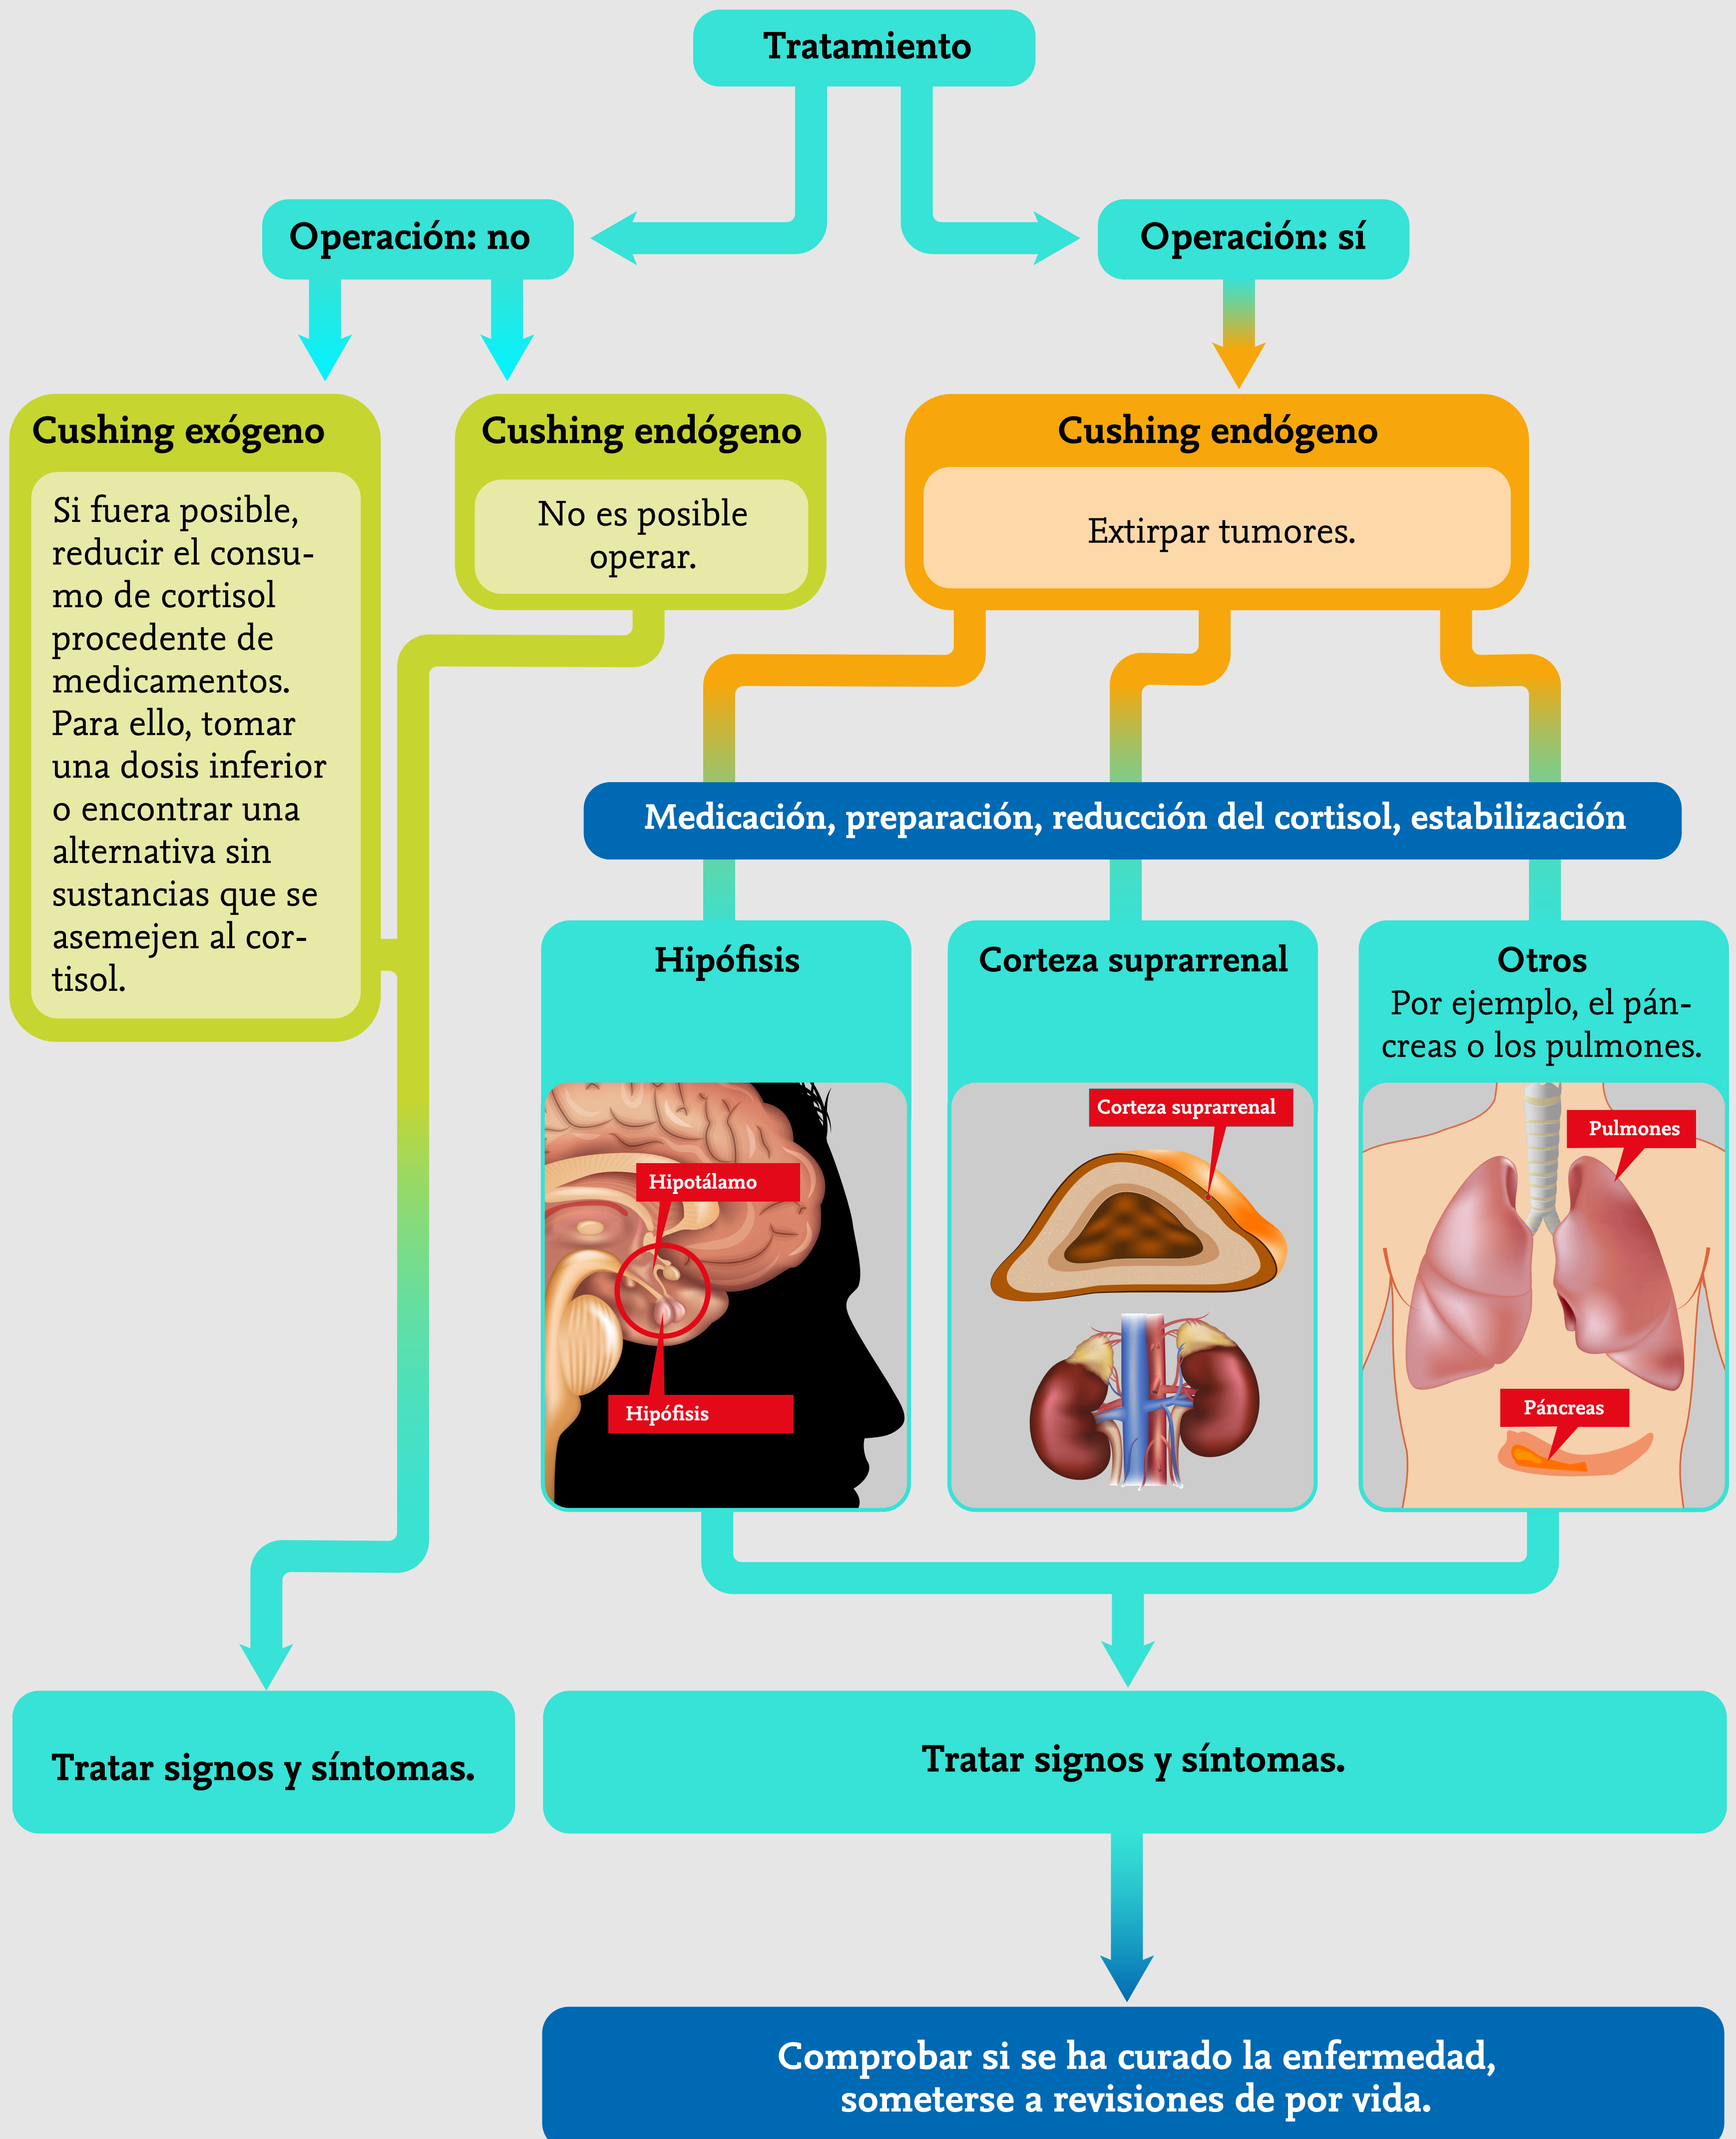 Tratamiento
Operación: no
Operación: sí
Cushing exógeno
Si fuera posible,
reducir el consu-
mo de cortisol
procedente de
medicamentos.
Para ello, tomar
una dosis inferior
o encontrar una
alternativa sin
sustancias que se
asemejen al cor-
tisol.
Cushing endógeno
No es posible
operar.
Cushing endógeno
Extirpar tumores.
Medicación, preparación, reducción del cortisol, estabilización
Hipófisis
Hipotálamo
Hipófisis
Corteza suprarrenal
Corteza suprarrenal
Otros
Por ejemplo, el pán-
creas o los pulmones.
Pulmones
Páncreas
Tratar signos y síntomas.
Tratar signos y síntomas.
Comprobar si se ha curado la enfermedad,
someterse a revisiones de por vida.